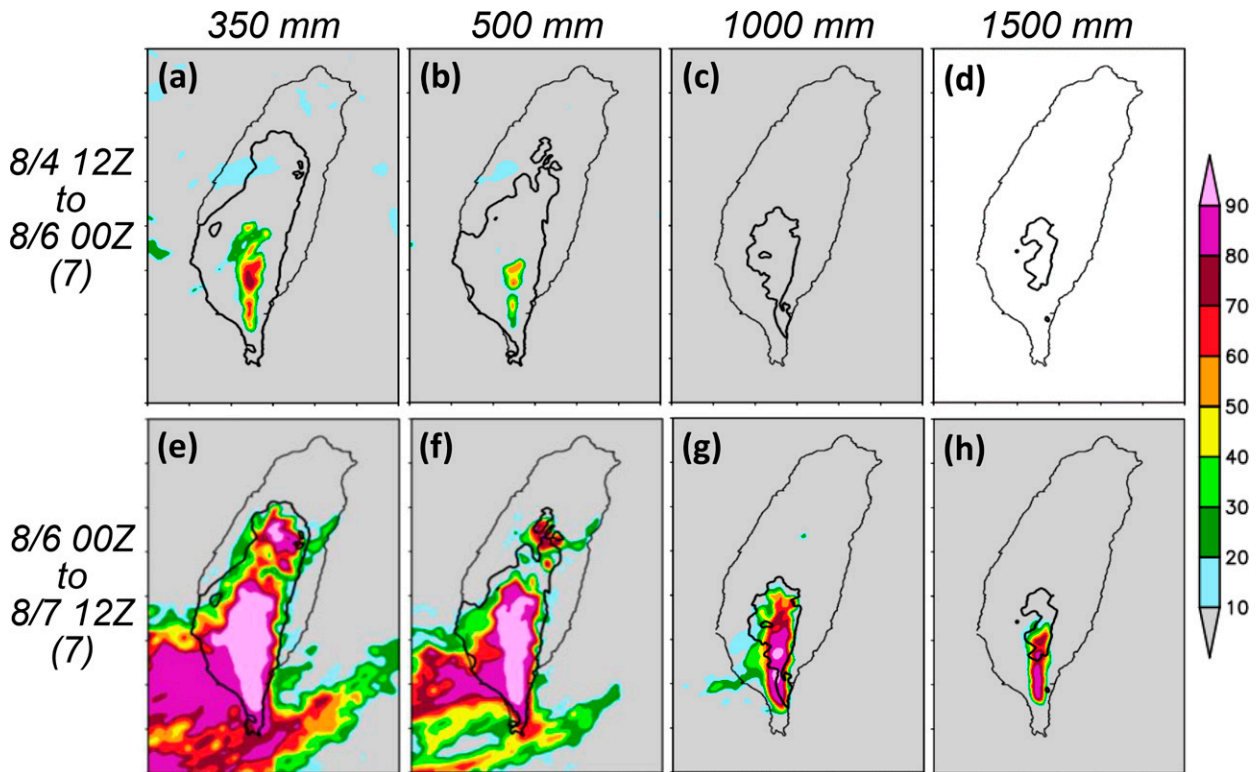 350 mm 500 mm 1000 mm 1500 mm
(a) (b) (c) (d)
8/4 12Z
to
8/6 00Z
(7)
(e) (f) (g) (h)
8/6 00Z
to
8/7 12Z
(7)
90
80
70
60
50
40
30
20
10